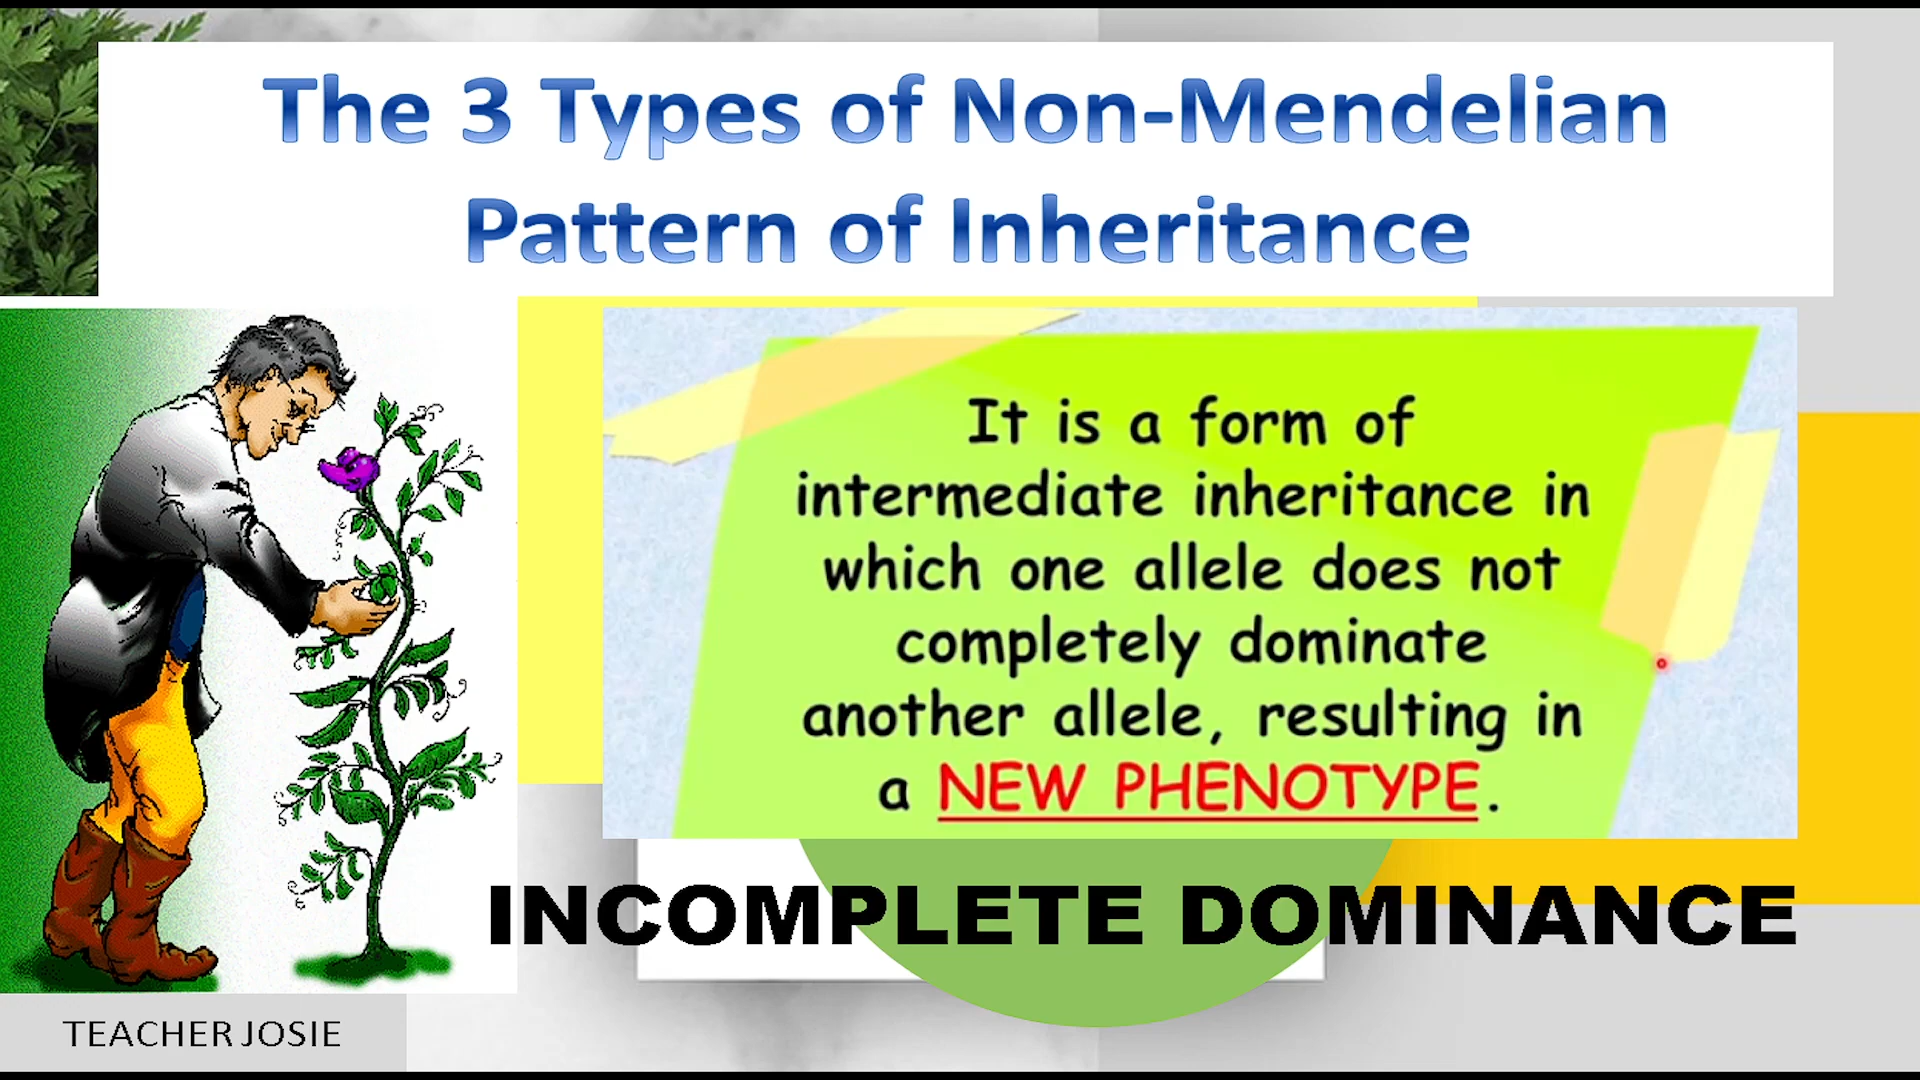 The 3 Types of Non-Mendelian
Pattern of Inheritance
It is a form of
intermediate inheritance in
which one allele does not
completely dominate
another allele, resulting in
a NEW PHENOTYPE.
INCOMPLETE DOMINANCE
TEACHER JOSIE